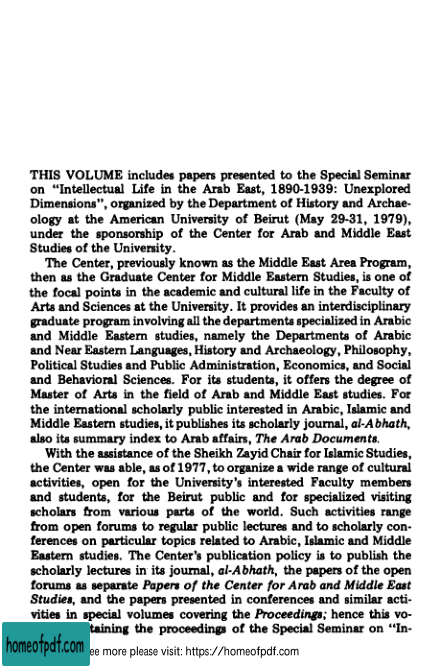 THIS VOLUME includes papers presented to the Special Seminar
on "Intellectual Life in the Arab East, 1890-1939: Unexplored
Dimensions", organized by the Department of History and Archae-
ology at the American University of Beirut (May 29-31, 1979),
under the sponsorship of the Center for Arab and Middle East
Studies of the University.
The Center, previously known as the Middle East Area Program,
then as the Graduate Center for Middle Eastern Studies, is one of
the focal points in the academic and cultural life in the Faculty of
Arts and Sciences at the University. It provides an interdisciplinary
graduate program involving all the departments specialized in Arabic
and Middle Eastern studies, namely the Departments of Arabic
and Near Eastern Languages, History and Archaeology, Philosophy,
Political Studies and Public Administration, Economics, and Social
and Behavioral Sciences. For its students, it offers the degree of
Master of Arts in the field of Arab and Middle East studies. For
the international scholarly public interested in Arabic, Islamic and
Middle Eastern studies, it publishes its scholarly journal, al-Abhath,
also its summary index to Arab affairs, The Arab Documents.
With the assistance of the Sheikh Zayid Chair for Islamic Studies,
the Center was able, as of 1977, to organize a wide range of cultural
activities, open for the University's interested Faculty members
and students, for the Beirut public and for specialized visiting
scholars from various parts of the world. Such activities range
from open forums to regular public lectures and to scholarly con-
ferences on particular topics related to Arabic, Islamic and Middle
Eastern studies. The Center's publication policy is to publish the
scholarly lectures in its journal, al-Abhath, the papers of the open
forums as separate Papers of the Center for Arab and Middle East
Studies, and the papers presented in conferences and similar acti-
vities in special volumes covering the Proceedings; hence this vo-
taining the proceedings of the Special Seminar on "In-
homeofpdf.com ee more please visit: https://homeofpdf.com